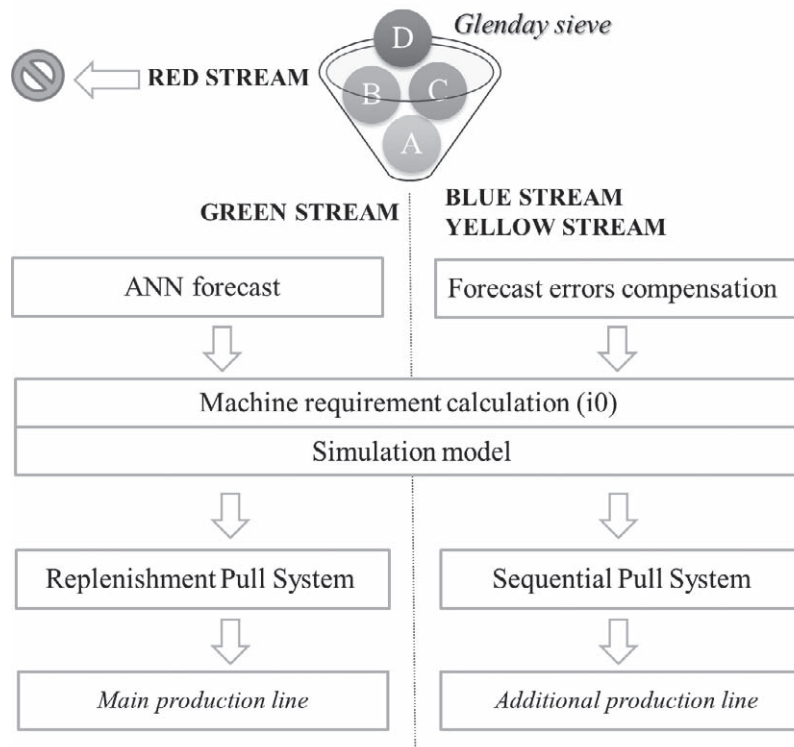 Glenday sieve
D
RED STREAM
B C
A
GREEN STREAM
BLUE STREAM
YELLOW STREAM
ANN forecast
Forecast errors compensation
Machine requirement calculation (i0)
Simulation model
Replenishment Pull System
Sequential Pull System
Main production line
Additional production line